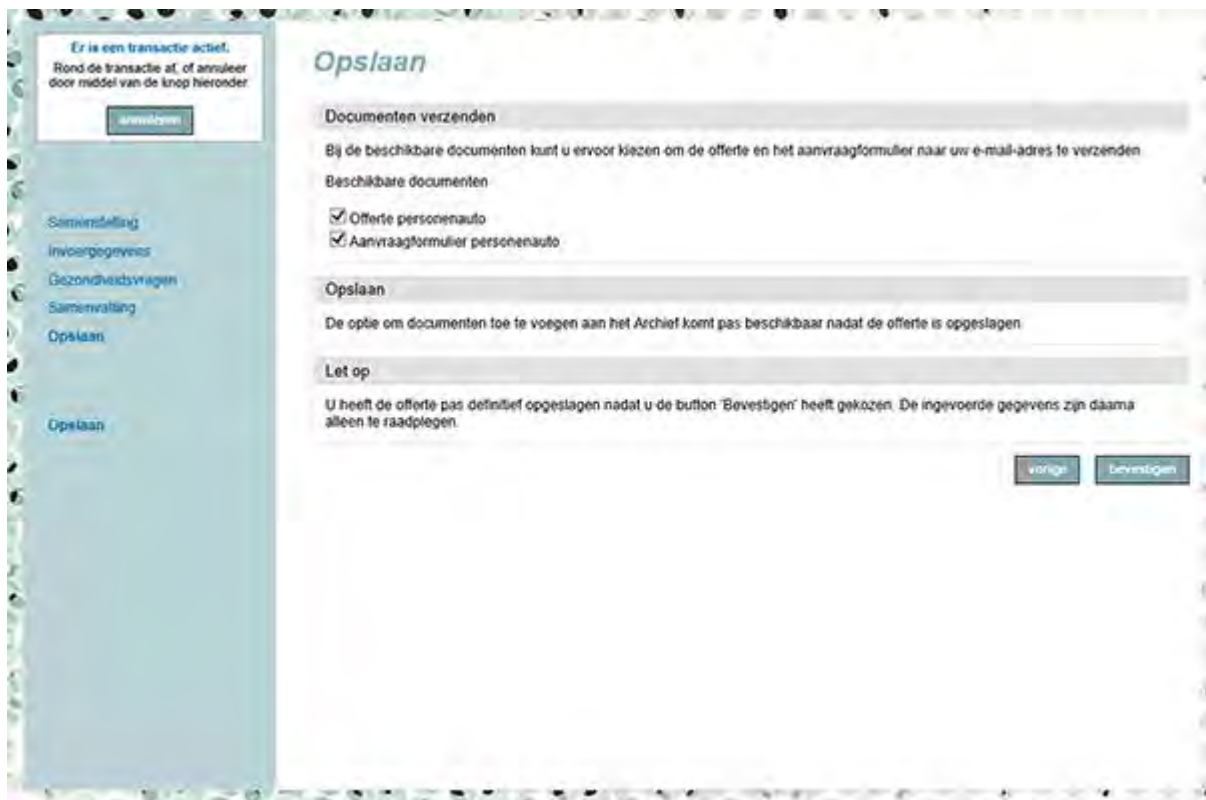 Er is een transactie actief.
Rond de transactie af, of annuleer
door middel van de knop hieronder
annuleren
Samenstelling
Invoergegevens
Gezondheidsvragen
Samenvatting
Opslaan
Opslaan
Opslaan
Documenten verzenden
Bij de beschikbare documenten kunt u ervoor kiezen om de offerte en het aanvraagformulier naar uw e-mail-adres te verzenden
Beschikbare documenten
Offerte personenauto
Aanvraagformulier personenauto
Opslaan
De optie om documenten toe te voegen aan het Archief komt pas beschikbaar nadat de offerte is opgeslagen
Let op
U heeft de offerte pas definitief opgeslagen nadat u de button 'Bevestigen' heeft gekozen. De ingevoerde gegevens zijn daarna
alleen te raadplegen.
vorige
bevestigen